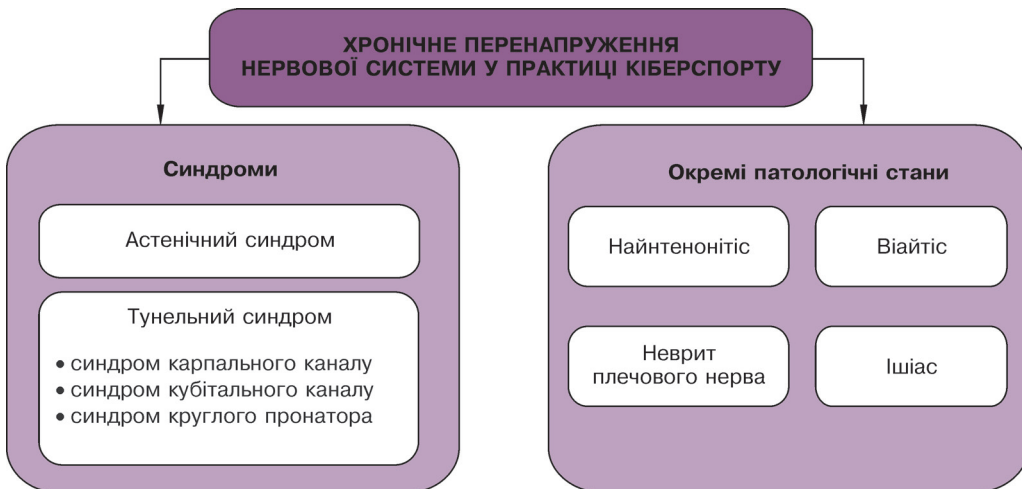 ХРОНІЧНЕ ПЕРЕНАПРУЖЕННЯ
НЕРВОВОЇ СИСТЕМИ У ПРАКТИЦІ КІБЕРСПОРТУ
Синдроми
Астенічний синдром
Тунельний синдром
• синдром карпального каналу
• синдром кубітального каналу
• синдром круглого пронатора
Окремі патологічні стани
Найнтенонітіс
Віайтіс
Неврит
плечового нерва
Ішіас